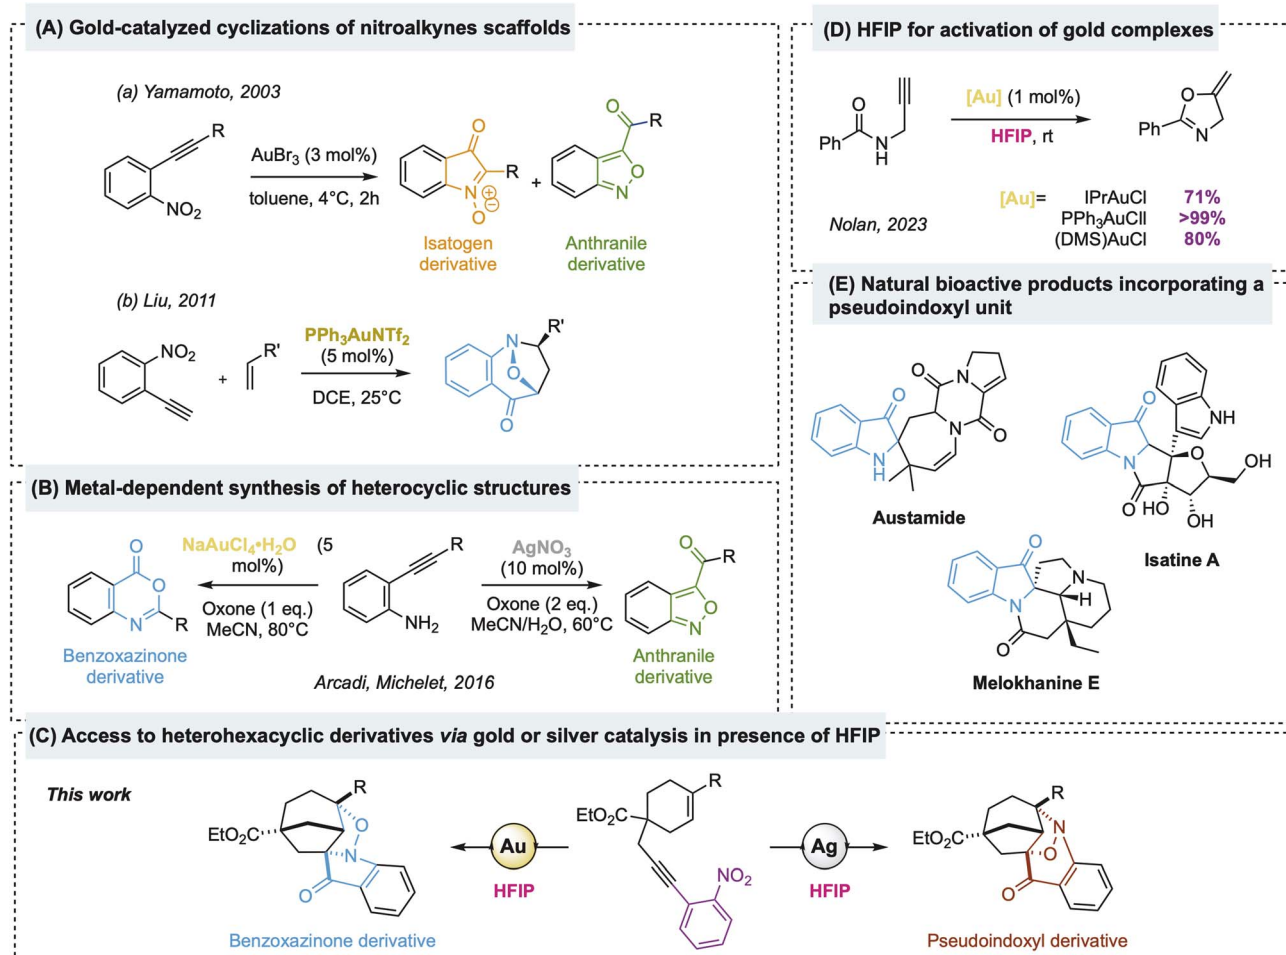 (A) Gold-catalyzed cyclizations of nitroalkynes scaffolds
(a) Yamamoto, 2003
R
NO₂
AuBr₃ (3 mol%)
toluene, 4°C, 2h
O
R
N
⊕
⊖
O
Isatogen
derivative
+
O
R
O
N
Anthranile
derivative
(b) Liu, 2011
NO₂
+
R'
PPh₃AuNTf₂
(5 mol%)
DCE, 25°C
R'
N
O
O
(B) Metal-dependent synthesis of heterocyclic structures
O
O
N
R
Benzoxazinone
derivative
NaAuCl₄•H₂O (5
mol%)
Oxone (1 eq.)
MeCN, 80°C
R
NH₂
AgNO₃
(10 mol%)
Oxone (2 eq.)
MeCN/H₂O, 60°C
O
R
O
N
Anthranile
derivative
Arcadi, Michelet, 2016
(D) HFIP for activation of gold complexes
O
Ph
N
H
[Au] (1 mol%)
HFIP, rt
O
Ph
N
[Au]= IPrAuCl 71%
PPh₃AuCll >99%
(DMS)AuCl 80%
Nolan, 2023
(E) Natural bioactive products incorporating a
pseudoindoxyl unit
O
N
O
N
H
N
O
Austamide
O
NH
N
O
OH
O
HO
OH
Isatine A
O
N
H
N
O
Melokhanine E
(C) Access to heterohexacyclic derivatives via gold or silver catalysis in presence of HFIP
This work
R
EtO₂C
O
N
O
Benzoxazinone derivative
Au
HFIP
R
EtO₂C
NO₂
Ag
HFIP
R
EtO₂C
N
O
O
Pseudoindoxyl derivative